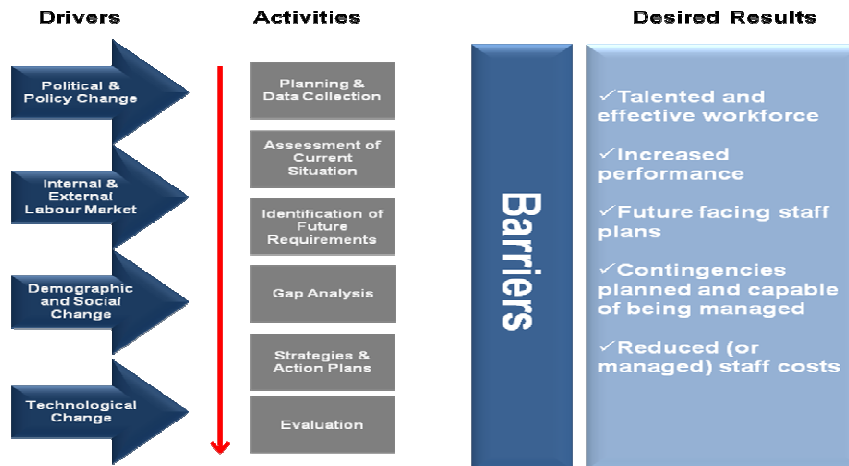 Drivers
Activities
Desired Results
Political &
Policy Change
Internal &
External
Labour Market
Demographic
and Social
Change
Technological
Change
Planning &
Data Collection
Assessment of
Current
Situation
Identification of
Future
Requirements
Gap Analysis
Strategies &
Action Plans
Evaluation
Barriers
✓Talented and
effective workforce
✓Increased
performance
✓Future facing staff
plans
✓Contingencies
planned and capable
of being managed
✓Reduced (or
managed) staff costs